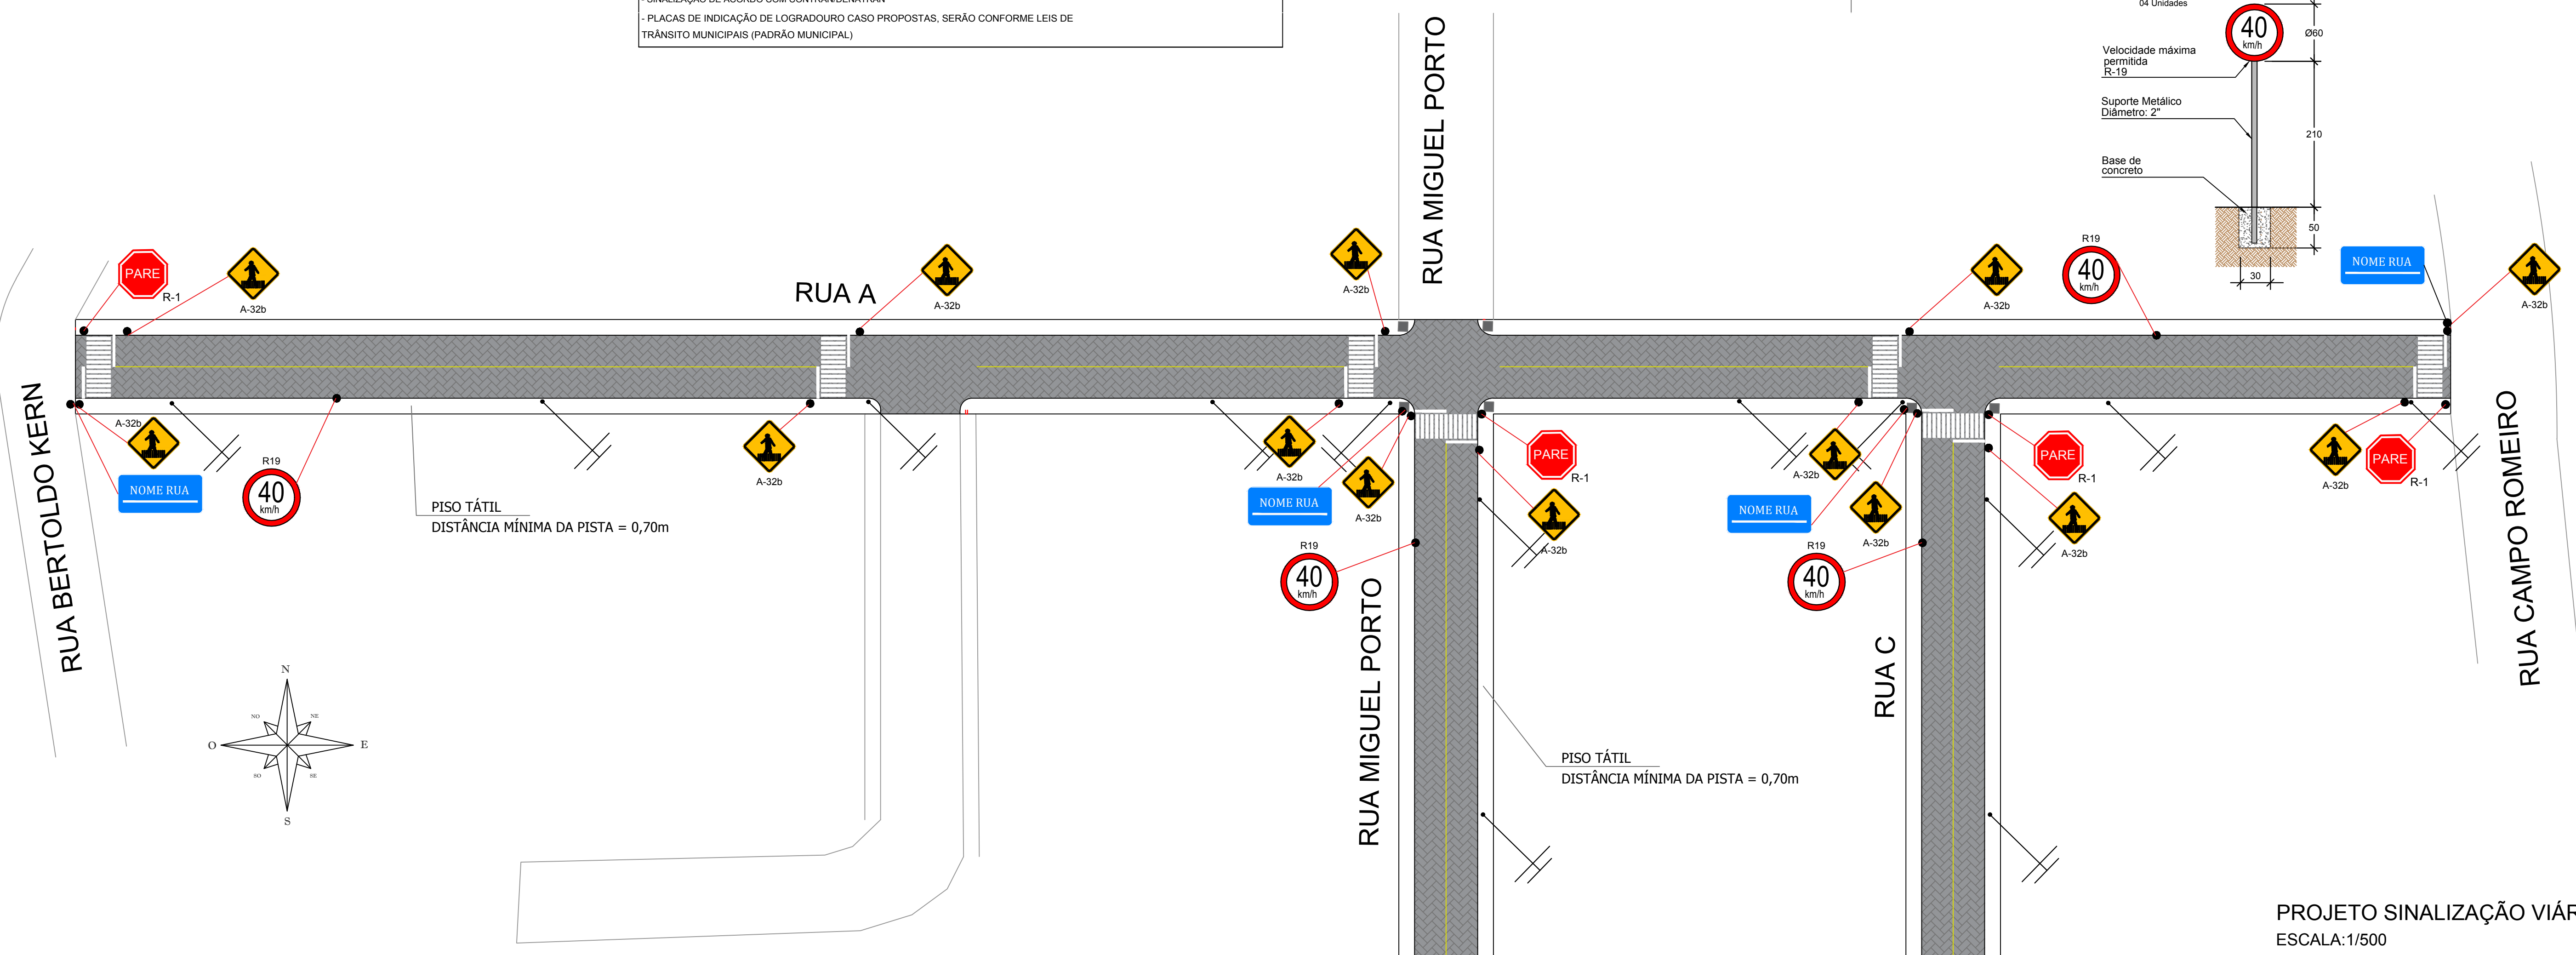 - SINALIZAÇÃO DE ACORDO COM CONTRAN/DENATRAN
- PLACAS DE INDICAÇÃO DE LOGRADOURO CASO PROPOSTAS, SERÃO CONFORME LEIS DE
TRÂNSITO MUNICIPAIS (PADRÃO MUNICIPAL)
04 Unidades
40
km/h
Ø60
Velocidade máxima
permitida
R-19
Suporte Metálico
Diâmetro: 2"
210
Base de
concreto
50
30
RUA MIGUEL PORTO
PARE
R-1
A-32b
RUA A
A-32b
A-32b
A-32b
R19
40
km/h
NOME RUA
A-32b
RUA BERTOLDO KERN
A-32b
NOME RUA
R19
40
km/h
PISO TÁTIL
DISTÂNCIA MÍNIMA DA PISTA = 0,70m
A-32b
A-32b
NOME RUA
A-32b
PARE
R-1
A-32b
R19
40
km/h
RUA MIGUEL PORTO
A-32b
NOME RUA
A-32b
PARE
R-1
A-32b
R19
40
km/h
RUA C
A-32b
PARE
R-1
RUA CAMPO ROMEIRO
N
NO
NE
O
E
SO
SE
S
PISO TÁTIL
DISTÂNCIA MÍNIMA DA PISTA = 0,70m
PROJETO SINALIZAÇÃO VIÁR
ESCALA:1/500